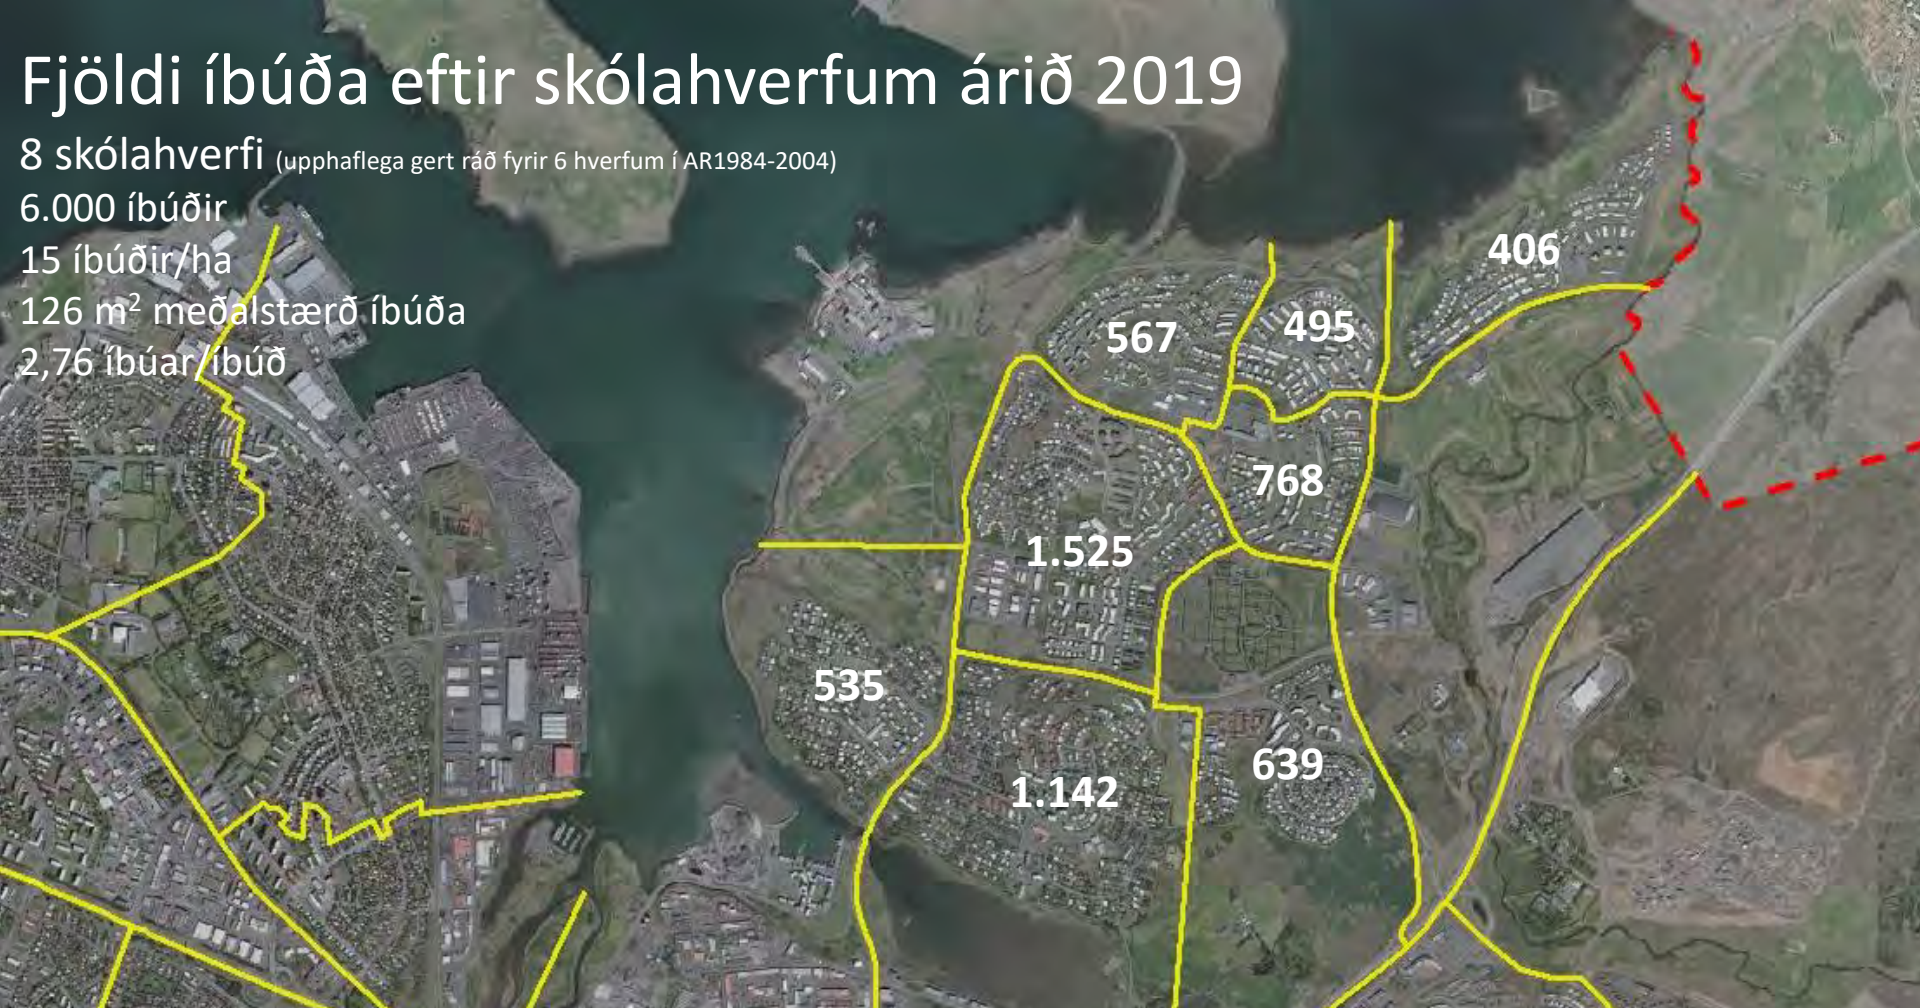 Fjöldi íbúða eftir skólahverfum árið 2019
8 skólahverfi (upphaflega gert ráð fyrir 6 hverfum í AR1984-2004)
6.000 íbúðir
15 íbúðir/ha
126 m² meðalstærð íbúða
2,76 íbúar/íbúð
406
567
495
768
1.525
535
639
1.142